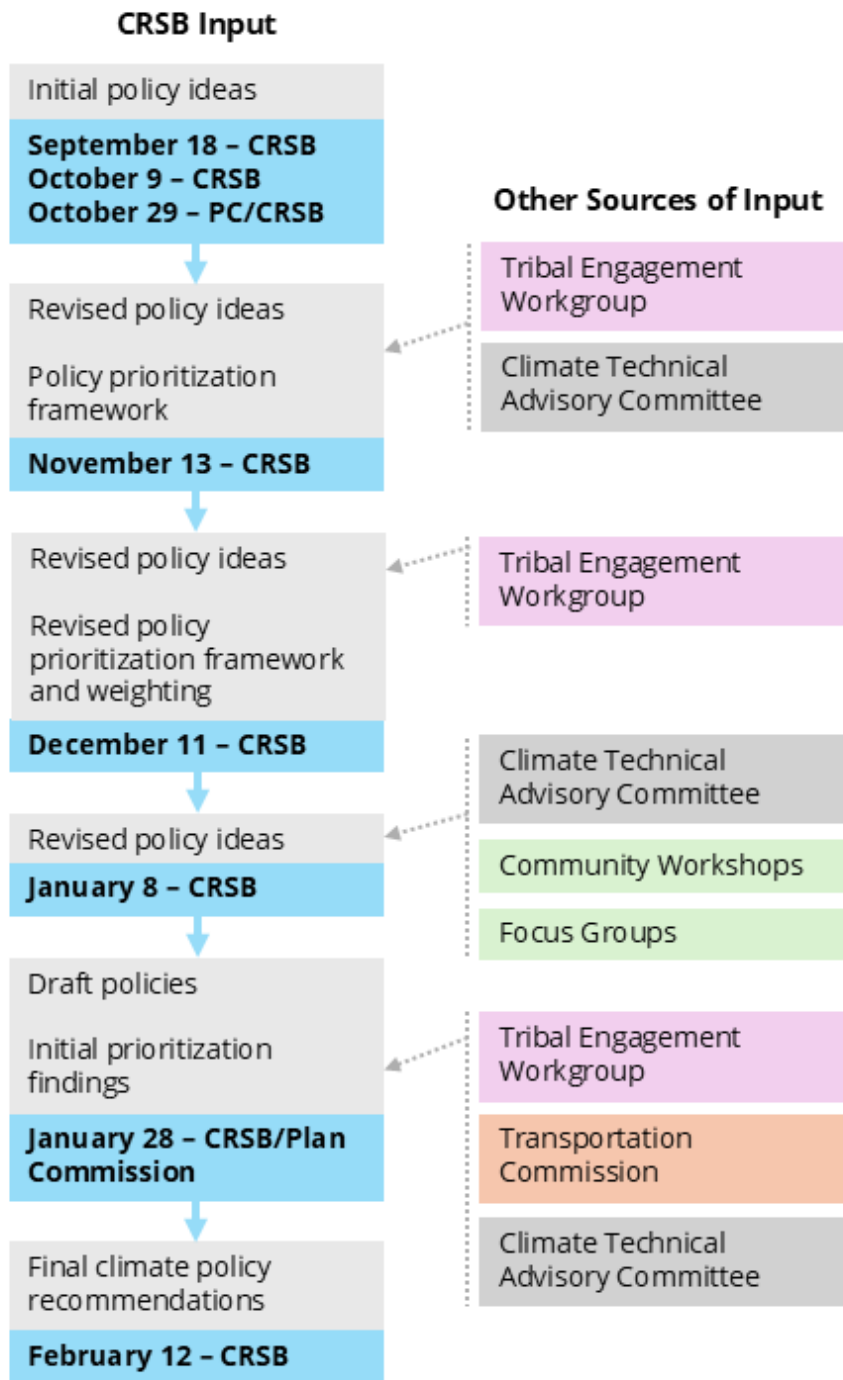 CRSB Input
Initial policy ideas
September 18 – CRSB
October 9 – CRSB
October 29 – PC/CRSB
Revised policy ideas
Policy prioritization
framework
November 13 – CRSB
Revised policy ideas
Revised policy
prioritization framework
and weighting
December 11 – CRSB
Revised policy ideas
January 8 – CRSB
Draft policies
Initial prioritization
findings
January 28 – CRSB/Plan
Commission
Final climate policy
recommendations
February 12 – CRSB
Other Sources of Input
Tribal Engagement
Workgroup
Climate Technical
Advisory Committee
Tribal Engagement
Workgroup
Climate Technical
Advisory Committee
Community Workshops
Focus Groups
Tribal Engagement
Workgroup
Transportation
Commission
Climate Technical
Advisory Committee